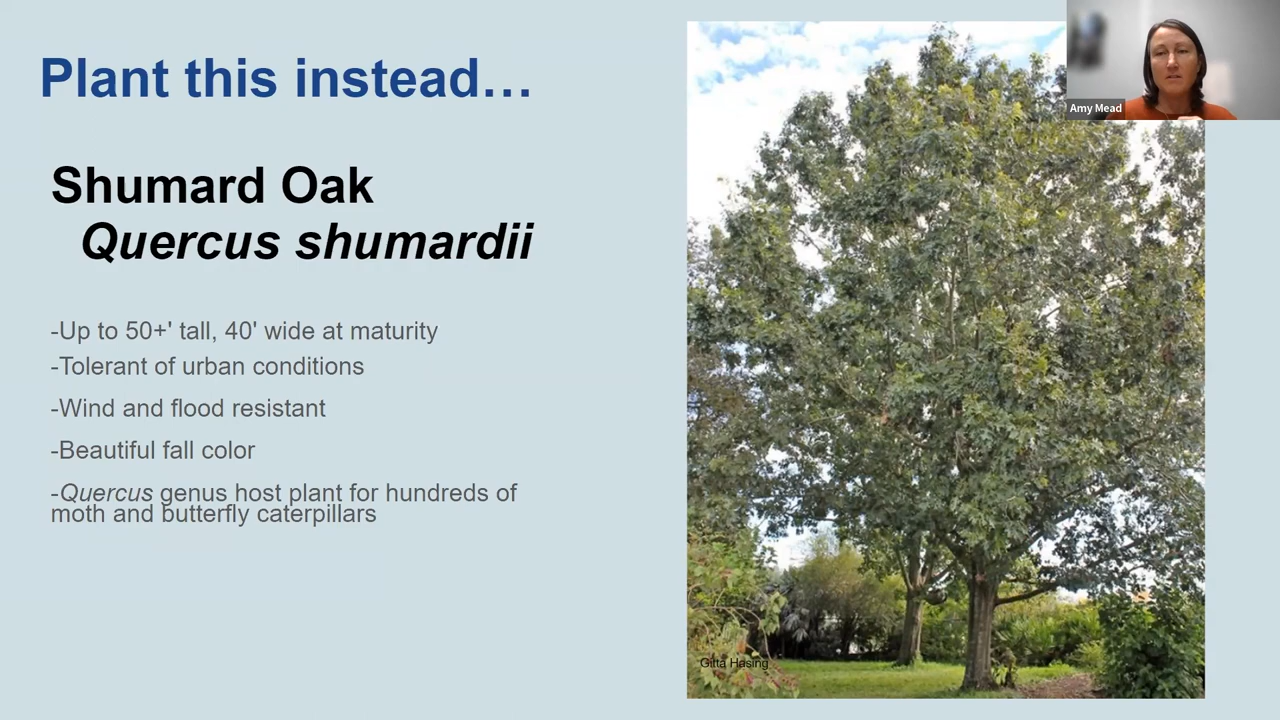 Plant this instead…
Shumard Oak
Quercus shumardii
-Up to 50+' tall, 40' wide at maturity
-Tolerant of urban conditions
-Wind and flood resistant
-Beautiful fall color
-Quercus genus host plant for hundreds of
moth and butterfly caterpillars
Amy Mead
Gitta Hasing